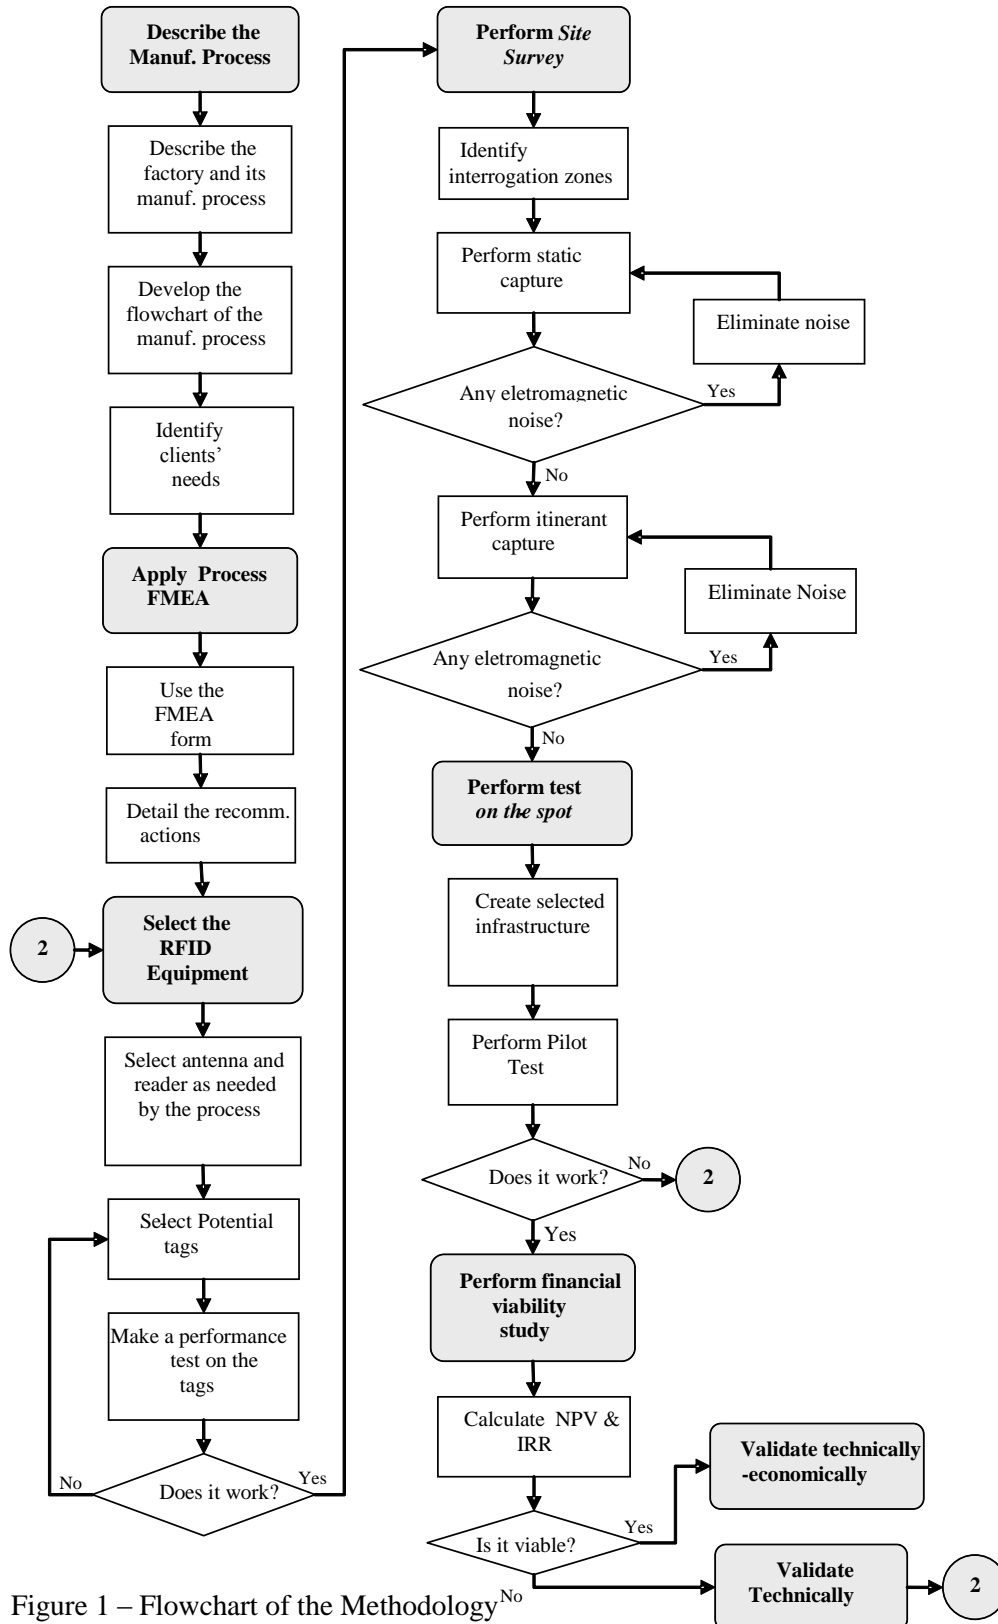 Describe the
Manuf. Process
Describe the
factory and its
manuf. process
Develop the
flowchart of the
manuf. process
Identify
clients'
needs
Apply Process
FMEA
Use the
FMEA
form
Detail the recomm.
actions
2
Select the
RFID
Equipment
Select antenna and
reader as needed
by the process
Select Potential
tags
Make a performance
test on the
tags
No
Does it work?
Yes
Perform Site
Survey
Identify
interrogation zones
Perform static
capture
Eliminate noise
Any eletromagnetic
noise?
Yes
No
Perform itinerant
capture
Eliminate Noise
Any eletromagnetic
noise?
Yes
No
Perform test
on the spot
Create selected
infrastructure
Perform Pilot
Test
Does it work?
No
2
Yes
Perform financial
viability
study
Calculate NPV &
IRR
Validate technically
-economically
Is it viable?
Yes
No
Validate
Technically
2
Figure 1 – Flowchart of the Methodology